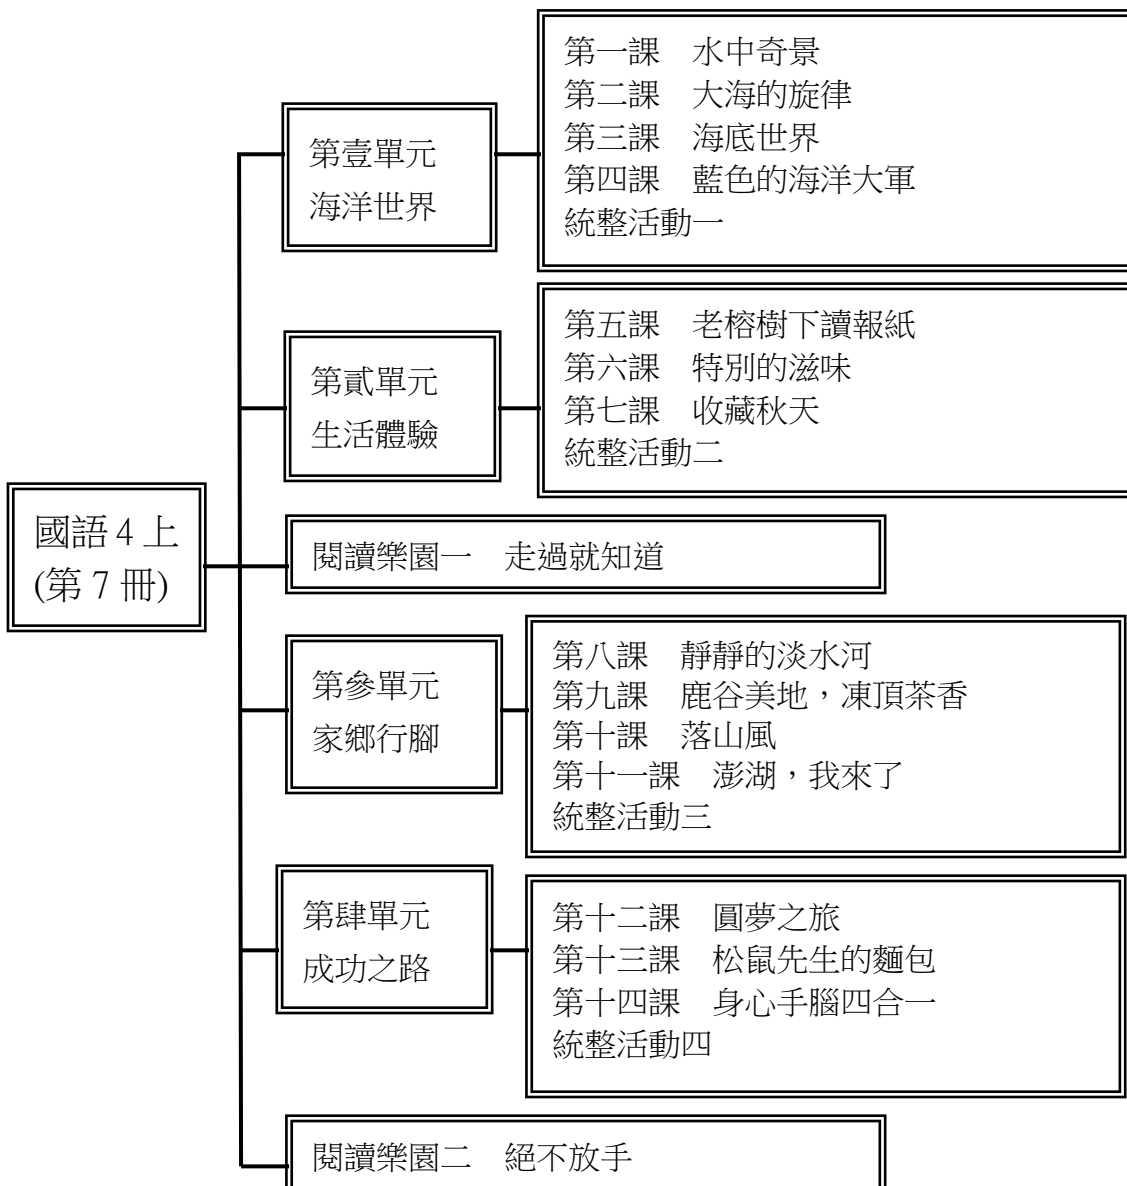 國語 4 上
(第 7 冊)
第壹單元
海洋世界
第一課　水中奇景
第二課　大海的旋律
第三課　海底世界
第四課　藍色的海洋大軍
統整活動一
第貳單元
生活體驗
第五課　老榕樹下讀報紙
第六課　特別的滋味
第七課　收藏秋天
統整活動二
閱讀樂園一　走過就知道
第參單元
家鄉行腳
第八課　靜靜的淡水河
第九課　鹿谷美地，凍頂茶香
第十課　落山風
第十一課　澎湖，我來了
統整活動三
第肆單元
成功之路
第十二課　圓夢之旅
第十三課　松鼠先生的麵包
第十四課　身心手腦四合一
統整活動四
閱讀樂園二　絕不放手